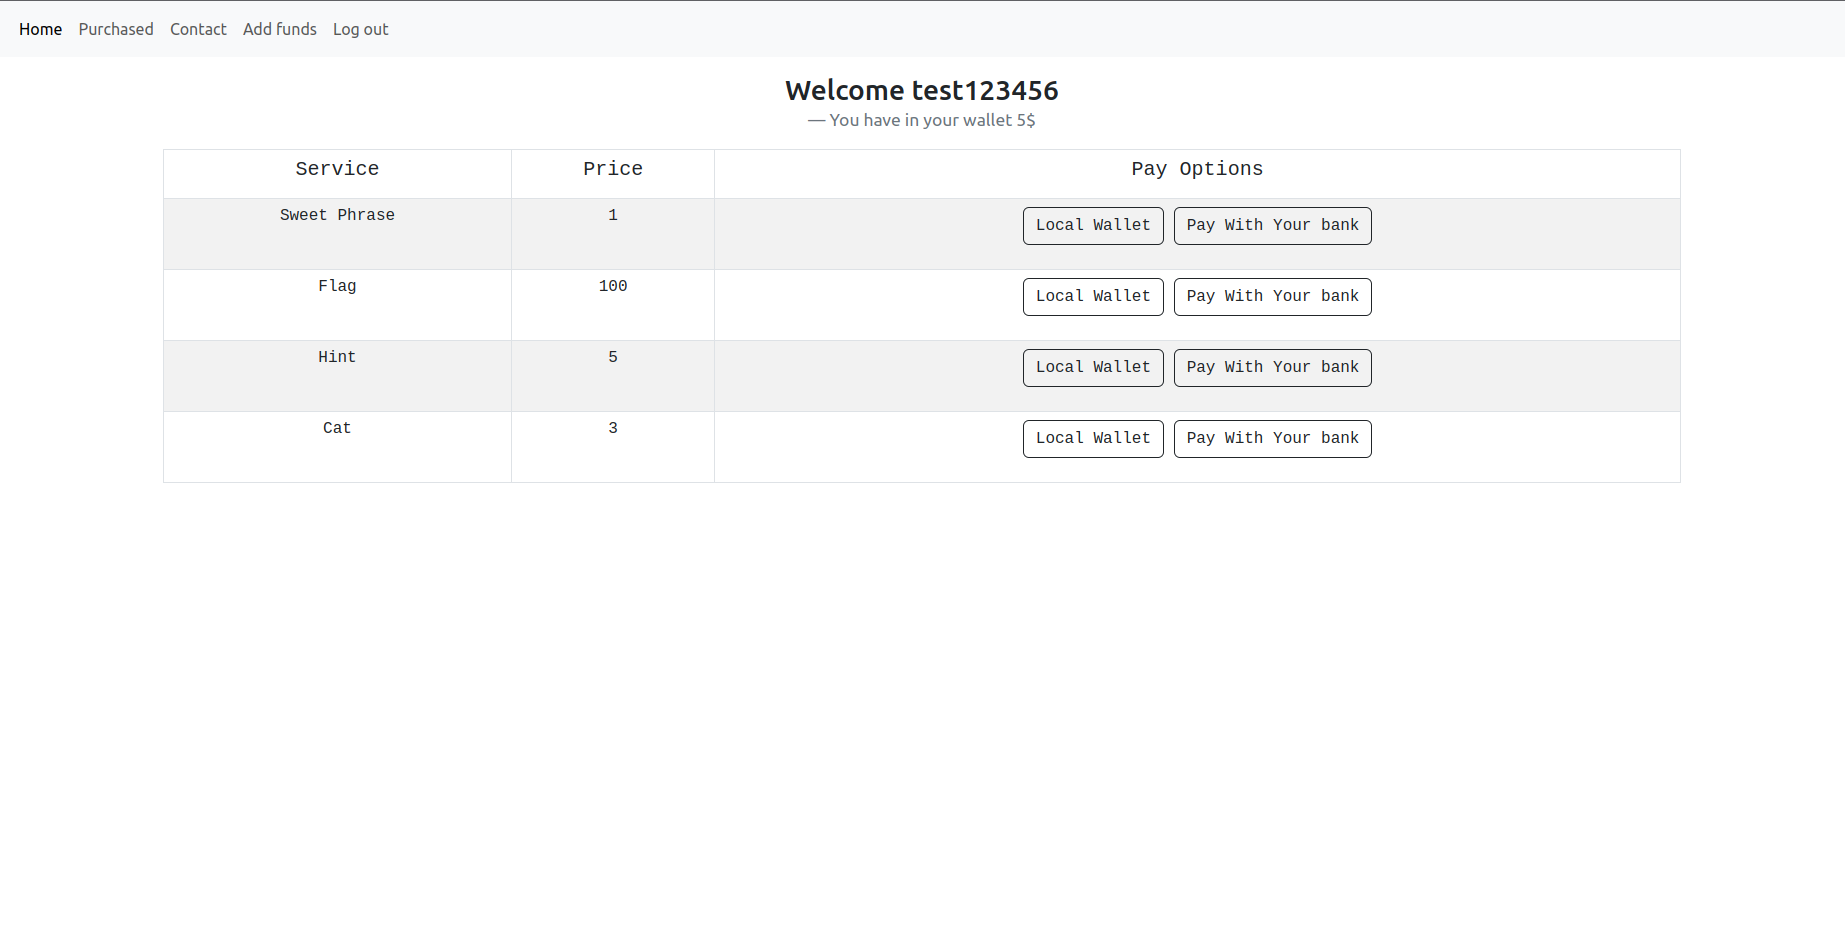 Home Purchased Contact Add funds Log out
Welcome test123456
— You have in your wallet 5$
Service Price Pay Options
Sweet Phrase 1 Local Wallet Pay With Your bank
Flag 100 Local Wallet Pay With Your bank
Hint 5 Local Wallet Pay With Your bank
Cat 3 Local Wallet Pay With Your bank